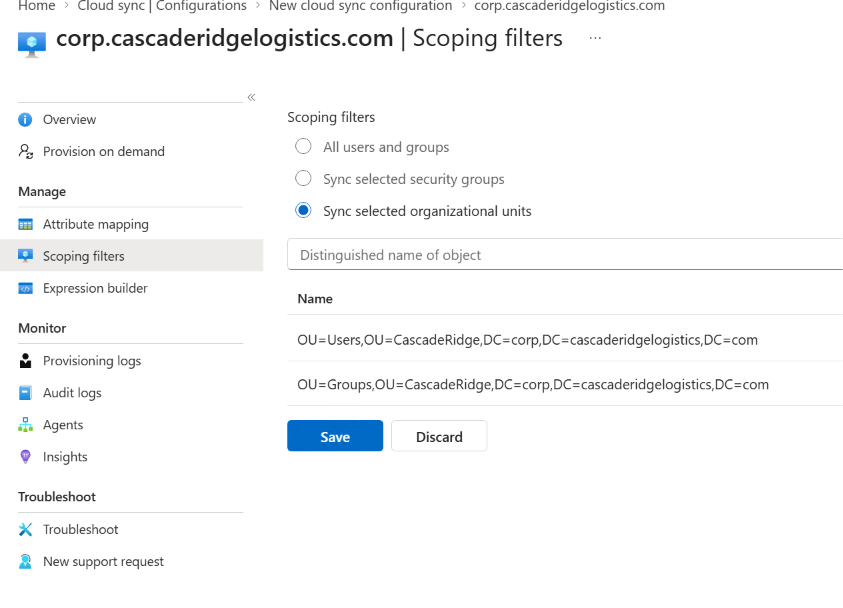 Home > Cloud sync | Configurations > New cloud sync configuration > corp.cascaderidgelogistics.com
corp.cascaderidgelogistics.com | Scoping filters ...
«
Overview
Provision on demand
Manage
Attribute mapping
Scoping filters
Expression builder
Monitor
Provisioning logs
Audit logs
Agents
Insights
Troubleshoot
Troubleshoot
New support request
Scoping filters
All users and groups
Sync selected security groups
Sync selected organizational units
Distinguished name of object
Name
OU=Users,OU=CascadeRidge,DC=corp,DC=cascaderidgelogistics,DC=com
OU=Groups,OU=CascadeRidge,DC=corp,DC=cascaderidgelogistics,DC=com
Save Discard